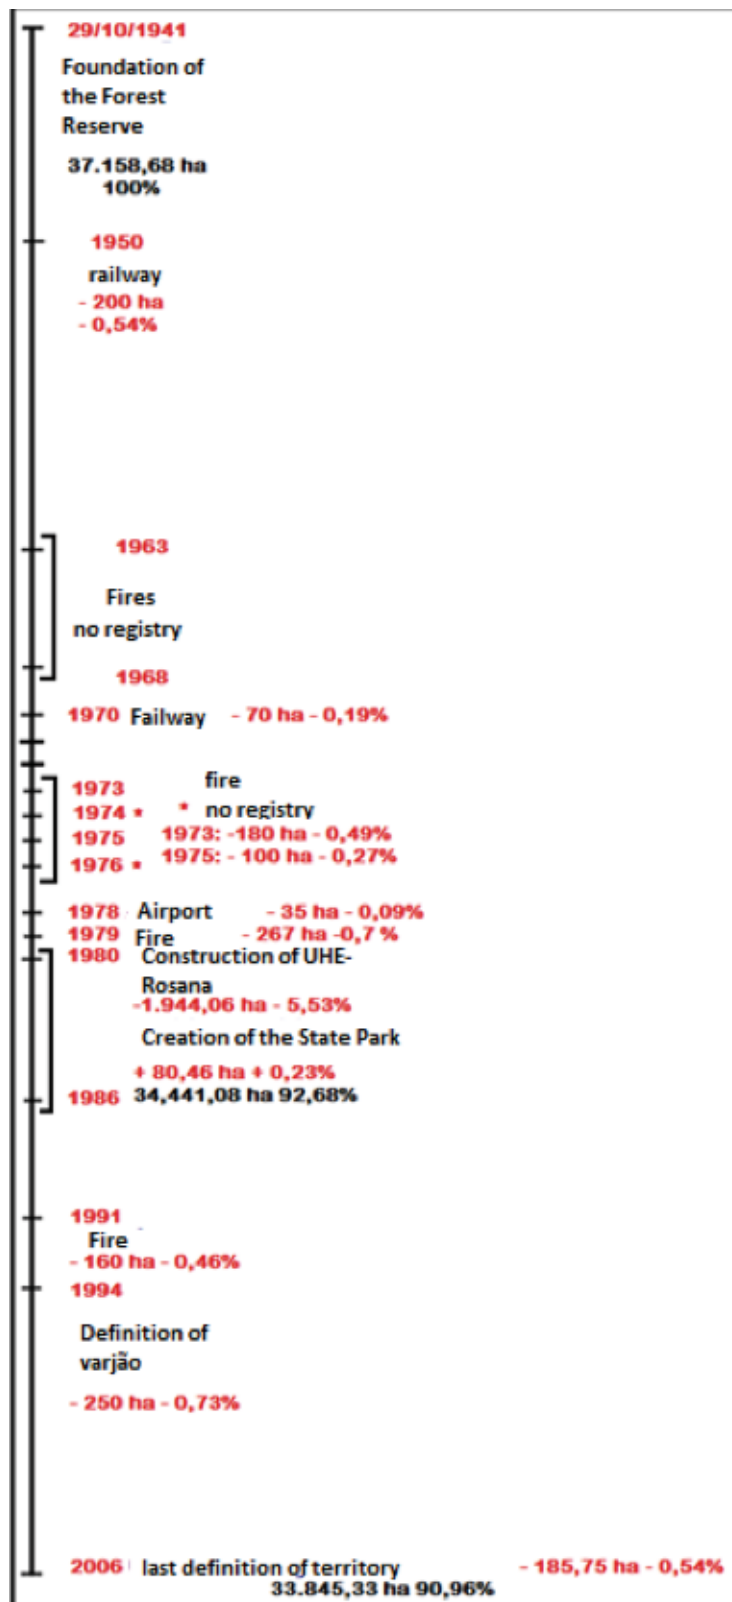 29/10/1941
Foundation of
the Forest
Reserve
37.158,68 ha
100%
1950
railway
- 200 ha
- 0,54%
1963
Fires
no registry
1968
1970 Failway - 70 ha - 0,19%
fire
1973
1974 * * no registry
1975 1973: -180 ha - 0,49%
1976 * 1975: - 100 ha - 0,27%
1978 Airport - 35 ha - 0,09%
1979 Fire - 267 ha -0,7 %
1980 Construction of UHE-
Rosana
-1.944,06 ha - 5,53%
Creation of the State Park
+ 80,46 ha + 0,23%
1986 34,441,08 ha 92,68%
1991
Fire
- 160 ha - 0,46%
1994
Definition of
varjão
- 250 ha - 0,73%
2006 last definition of territory - 185,75 ha - 0,54%
33.845,33 ha 90,96%